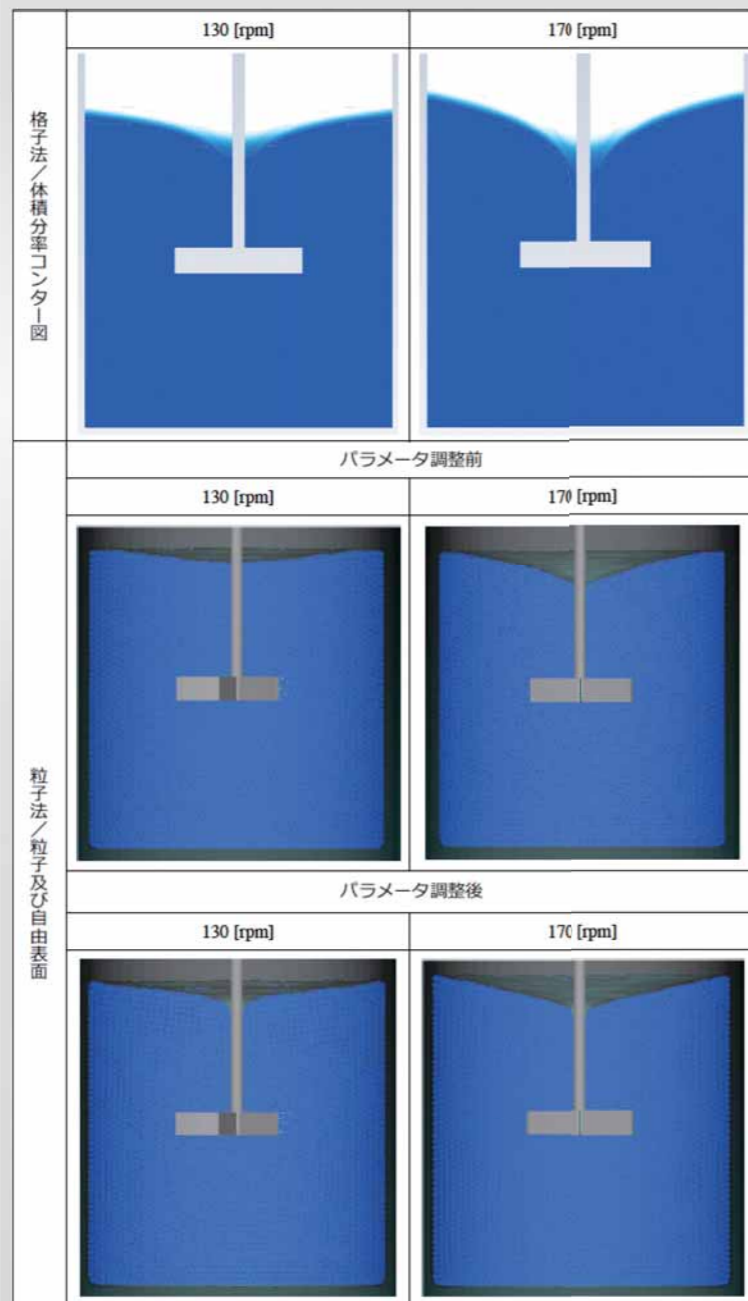 130 [rpm]
170 [rpm]
格子法／体積分率コンター図
パラメータ調整前
130 [rpm]
170 [rpm]
粒子法／粒子及び自由表面
パラメータ調整後
130 [rpm]
170 [rpm]